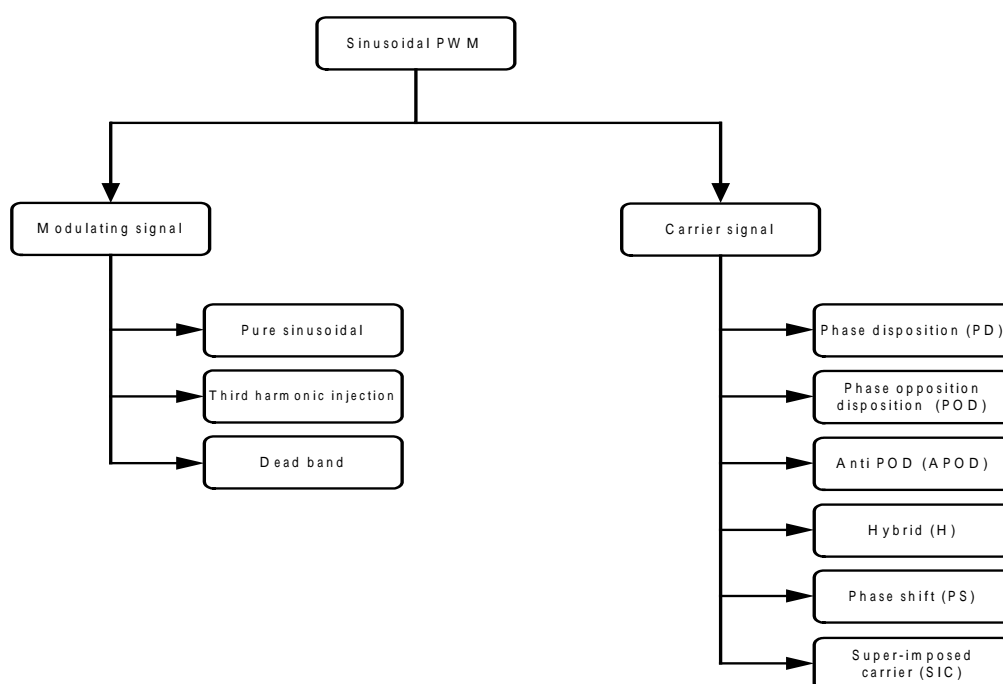 Sinusoidal PWM
Modulating signal
Pure sinusoidal
Third harmonic injection
Dead band
Carrier signal
Phase disposition (PD)
Phase opposition
disposition (POD)
Anti POD (APOD)
Hybrid (H)
Phase shift (PS)
Super-imposed
carrier (SIC)